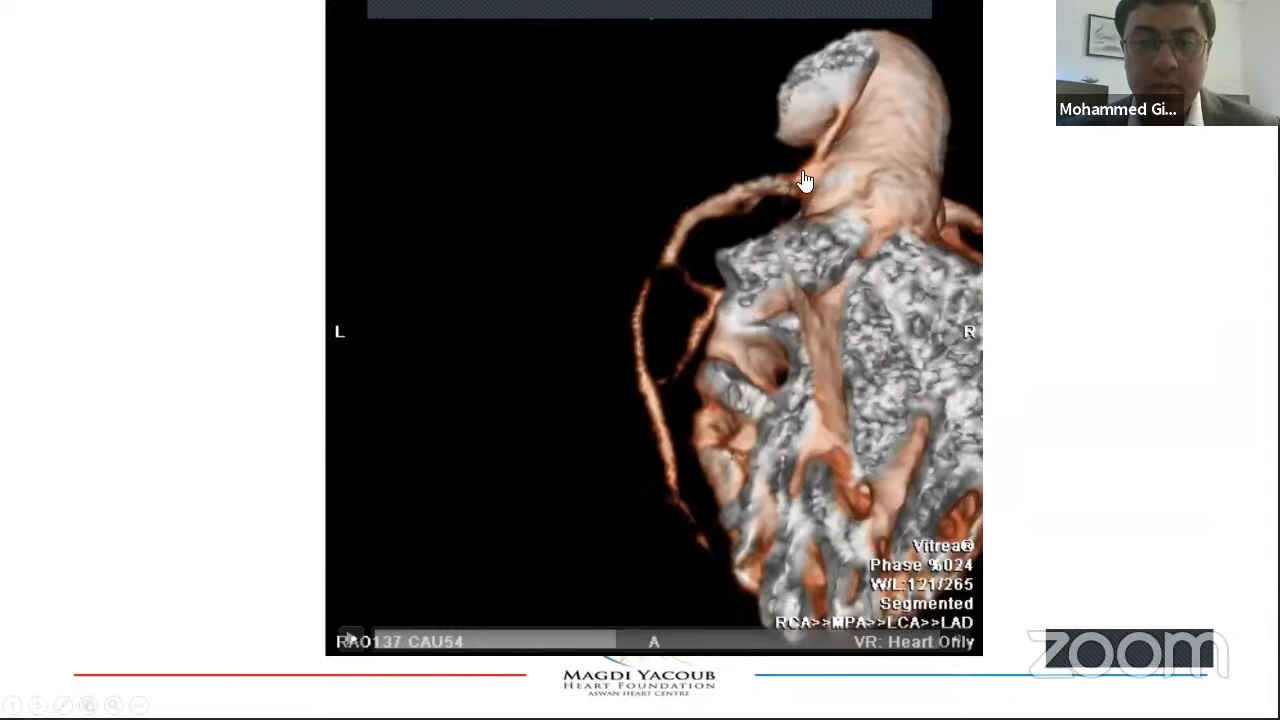 Mohammed Gi...
L
R
Vitrea®
Phase %024
W/L:121/265
Segmented
RCA>>MPA>>LCA>>LAD
RAO137 CAU54
A
VR: Heart Only
MAGDI YACOUB
HEART FOUNDATION
ASWAN HEART CENTRE
zoom